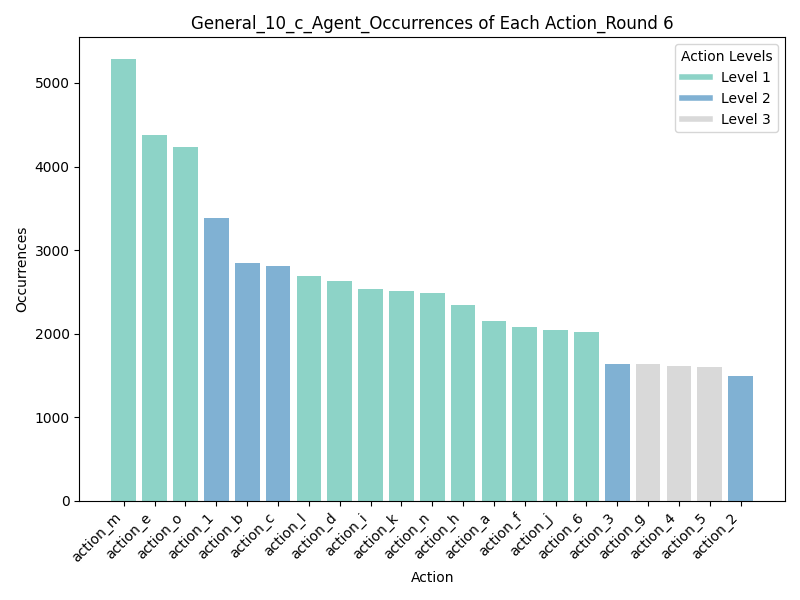 General_10_c_Agent_Occurrences of Each Action_Round 6
Action Levels
Level 1
Level 2
Level 3
Occurrences
5000
4000
3000
2000
1000
0
action_m
action_e
action_o
action_1
action_b
action_c
action_l
action_d
action_i
action_k
action_n
action_h
action_a
action_f
action_j
action_6
action_3
action_g
action_4
action_5
action_2
Action